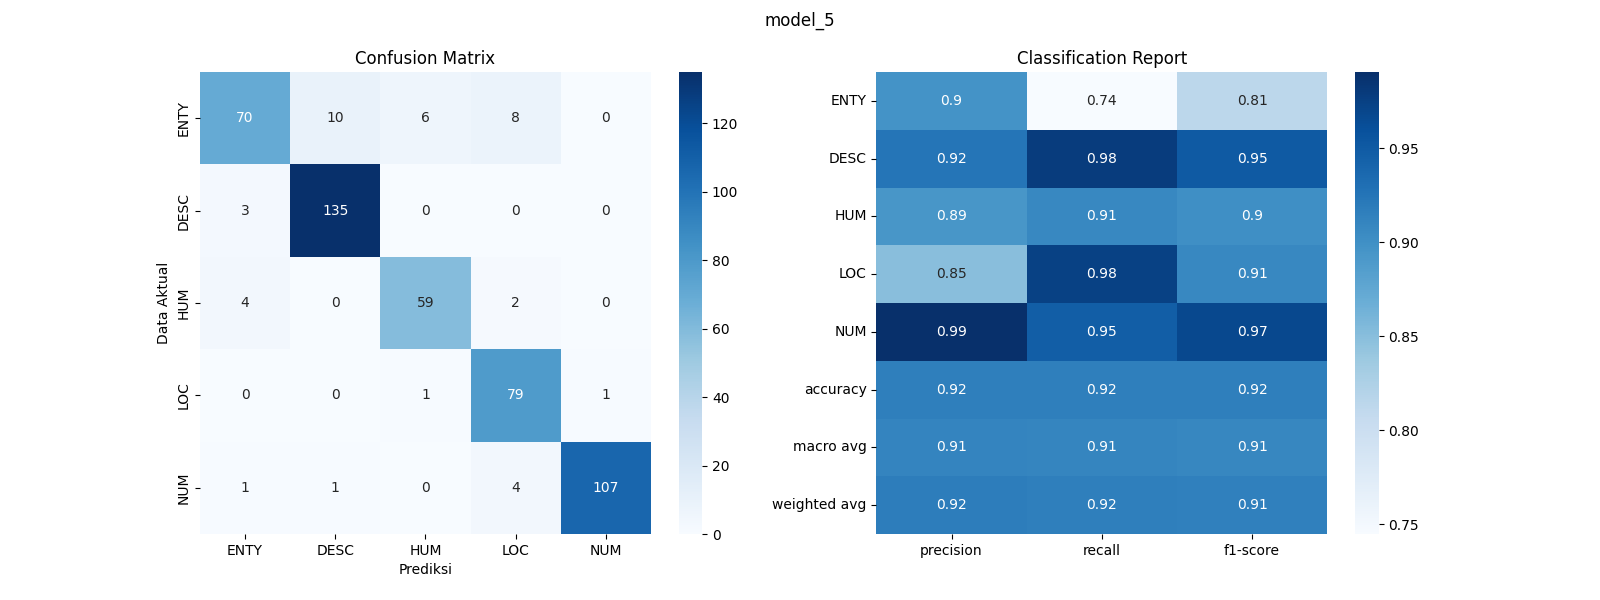 model_5
Confusion Matrix
Data Aktual
ENTY 70 10 6 8 0
DESC 3 135 0 0 0
HUM 4 0 59 2 0
LOC 0 0 1 79 1
NUM 1 1 0 4 107
ENTY DESC HUM LOC NUM
Prediksi
120
100
80
60
40
20
0
Classification Report
ENTY 0.9 0.74 0.81
DESC 0.92 0.98 0.95
HUM 0.89 0.91 0.9
LOC 0.85 0.98 0.91
NUM 0.99 0.95 0.97
accuracy 0.92 0.92 0.92
macro avg 0.91 0.91 0.91
weighted avg 0.92 0.92 0.91
precision recall f1-score
0.95
0.90
0.85
0.80
0.75